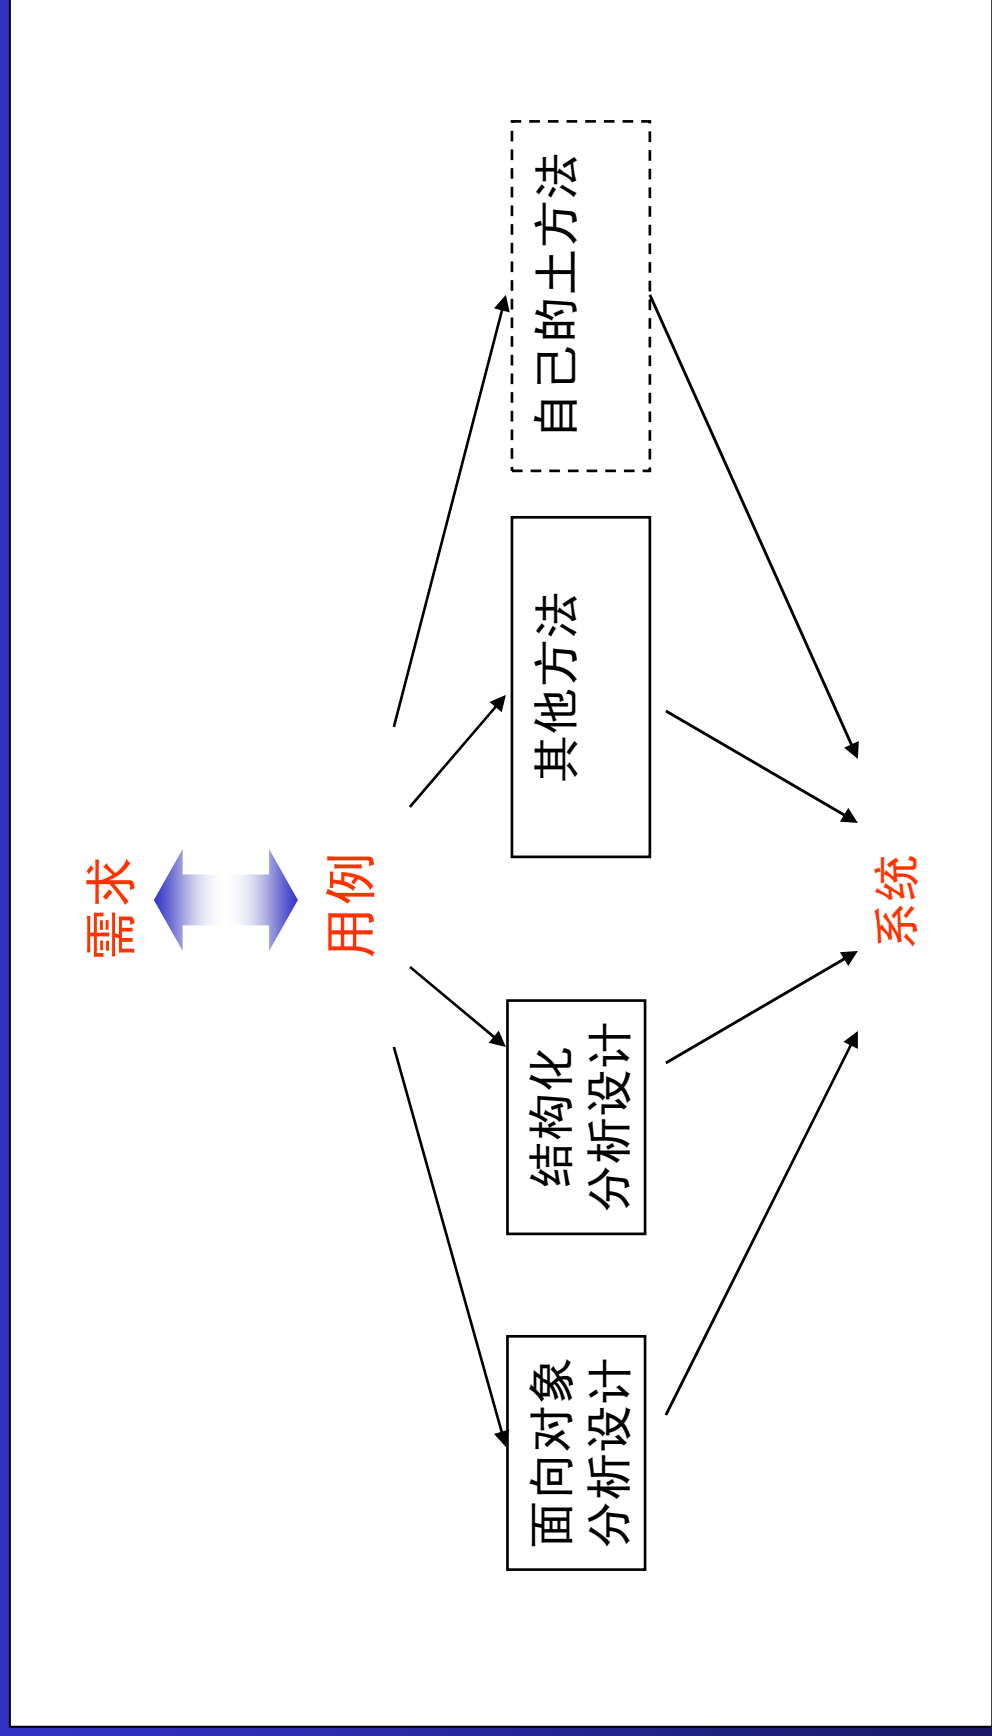 需求
用例
面向对象
分析设计
结构化
分析设计
其他方法
自己的土方法
系统